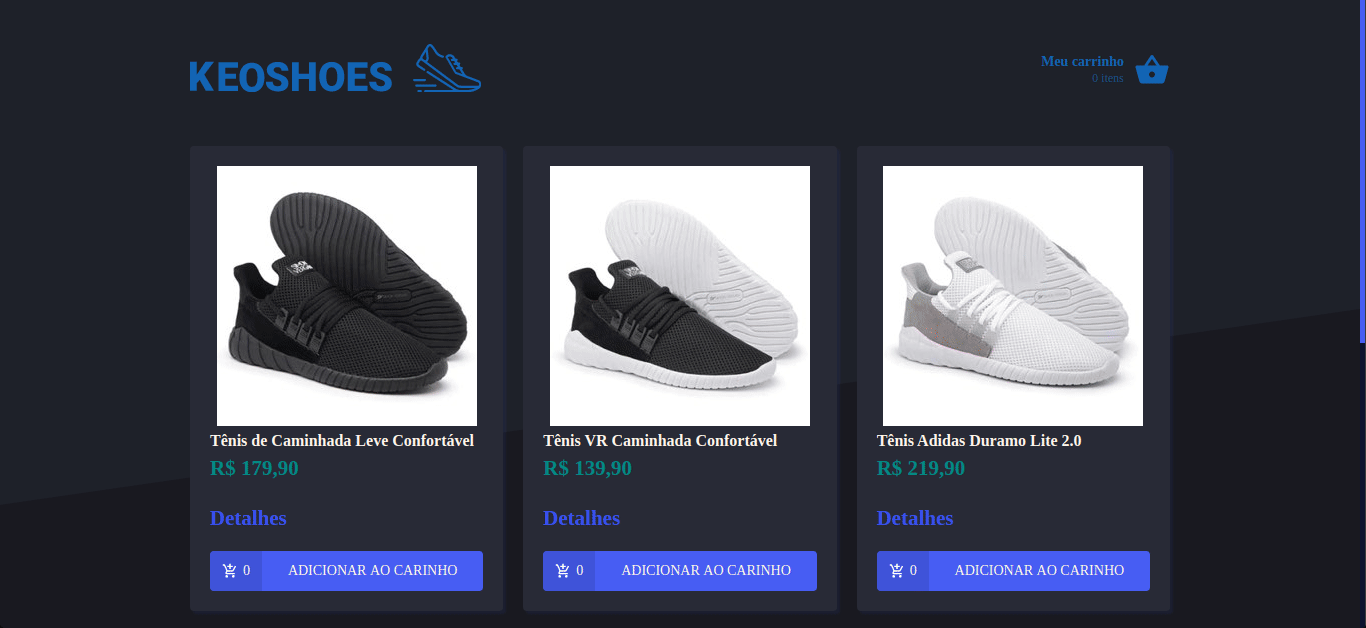 KEOSHOES
Meu carrinho
0 itens
Tênis de Caminhada Leve Confortável
R$ 179,90
Detalhes
0 ADICIONAR AO CARINHO
Tênis VR Caminhada Confortável
R$ 139,90
Detalhes
0 ADICIONAR AO CARINHO
Tênis Adidas Duramo Lite 2.0
R$ 219,90
Detalhes
0 ADICIONAR AO CARINHO